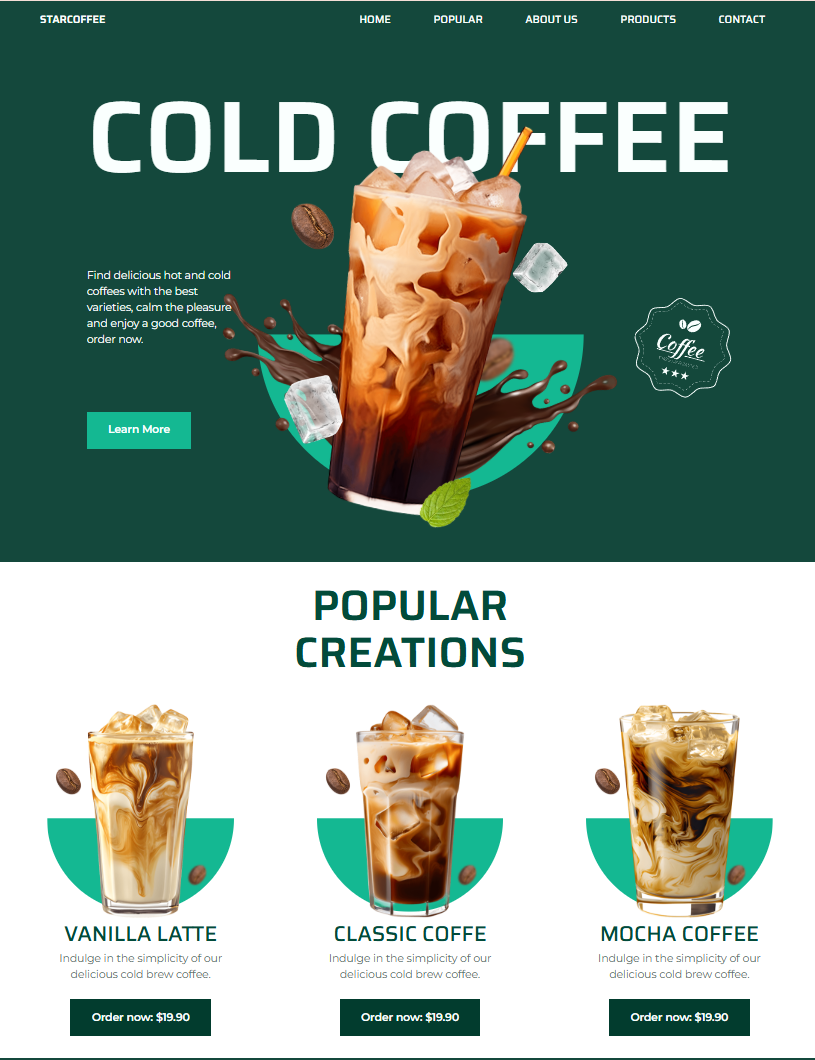 STARCOFFEE
HOME POPULAR ABOUT US PRODUCTS CONTACT
COLD COFFEE
Find delicious hot and cold
coffees with the best
varieties, calm the pleasure
and enjoy a good coffee,
order now.
Coffee
Learn More
POPULAR
CREATIONS
VANILLA LATTE
Indulge in the simplicity of our
delicious cold brew coffee.
Order now: $19.90
CLASSIC COFFE
Indulge in the simplicity of our
delicious cold brew coffee.
Order now: $19.90
MOCHA COFFEE
Indulge in the simplicity of our
delicious cold brew coffee.
Order now: $19.90